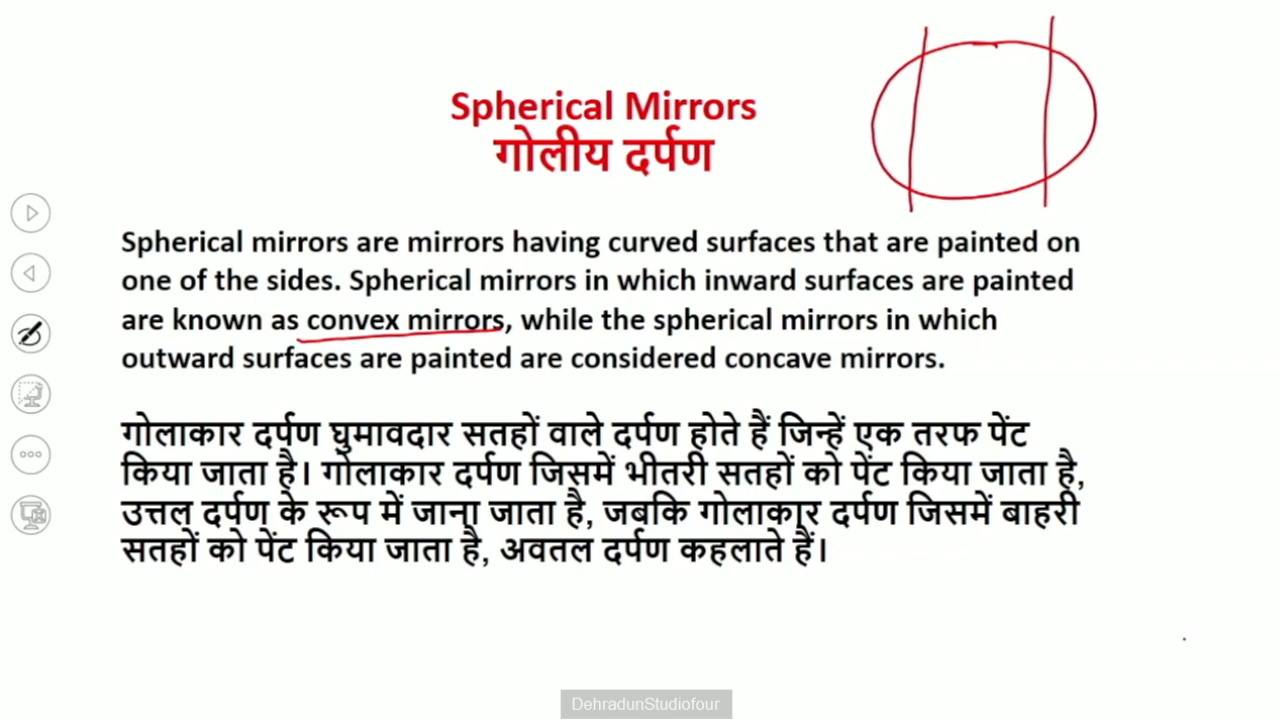 Spherical Mirrors
गोलीय दर्पण
Spherical mirrors are mirrors having curved surfaces that are painted on
one of the sides. Spherical mirrors in which inward surfaces are painted
are known as convex mirrors, while the spherical mirrors in which
outward surfaces are painted are considered concave mirrors.
गोलाकार दर्पण घुमावदार सतहों वाले दर्पण होते हैं जिन्हें एक तरफ पेंट
किया जाता है। गोलाकार दर्पण जिसमें भीतरी सतहों को पेंट किया जाता है,
उत्तल दर्पण के रूप में जाना जाता है, जबकि गोलाकार दर्पण जिसमें बाहरी
सतहों को पेंट किया जाता है, अवतल दर्पण कहलाते हैं।
DehradunStudiofour